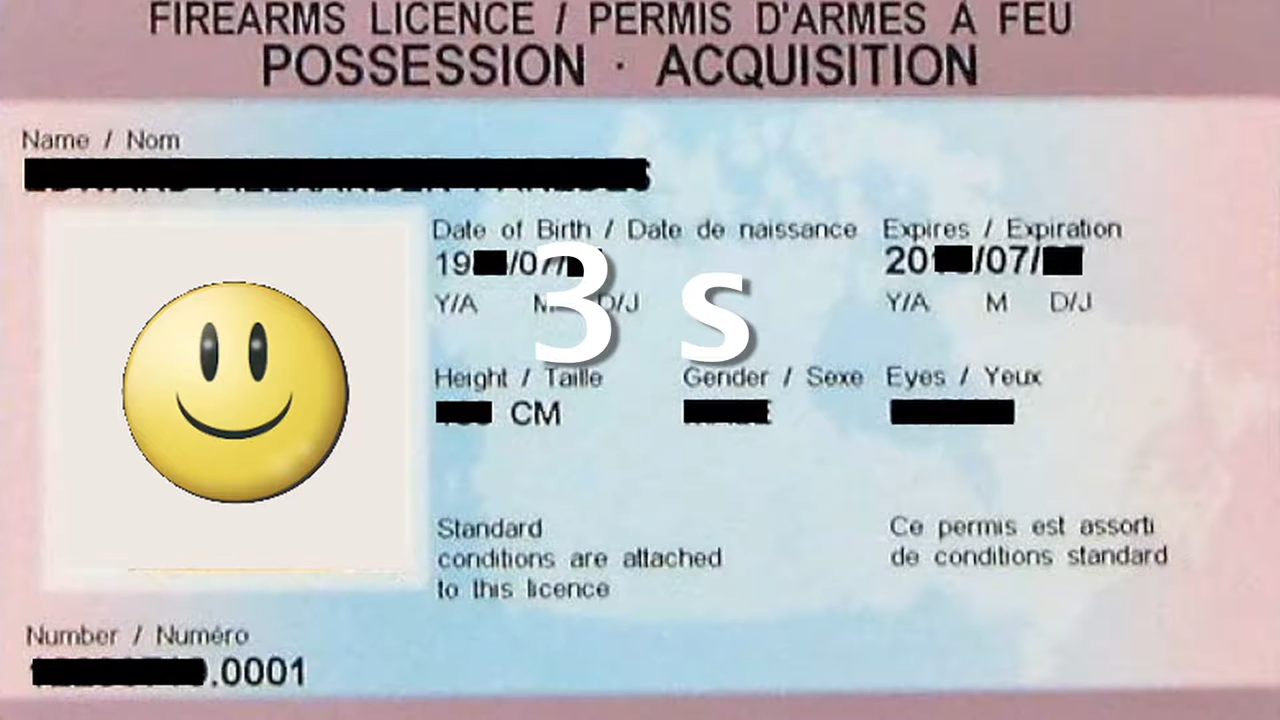 FIREARMS LICENCE / PERMIS D'ARMES À FEU
POSSESSION · ACQUISITION
Name / Nom
Date of Birth / Date de naissance Expires / Expiration
19 /07/ 20 /07/
Y/A M D/J Y/A M D/J
3 s
Height / Taille Gender / Sexe Eyes / Yeux
CM
Standard
conditions are attached
to this licence
Ce permis est assorti
de conditions standard
Number / Numéro
.0001